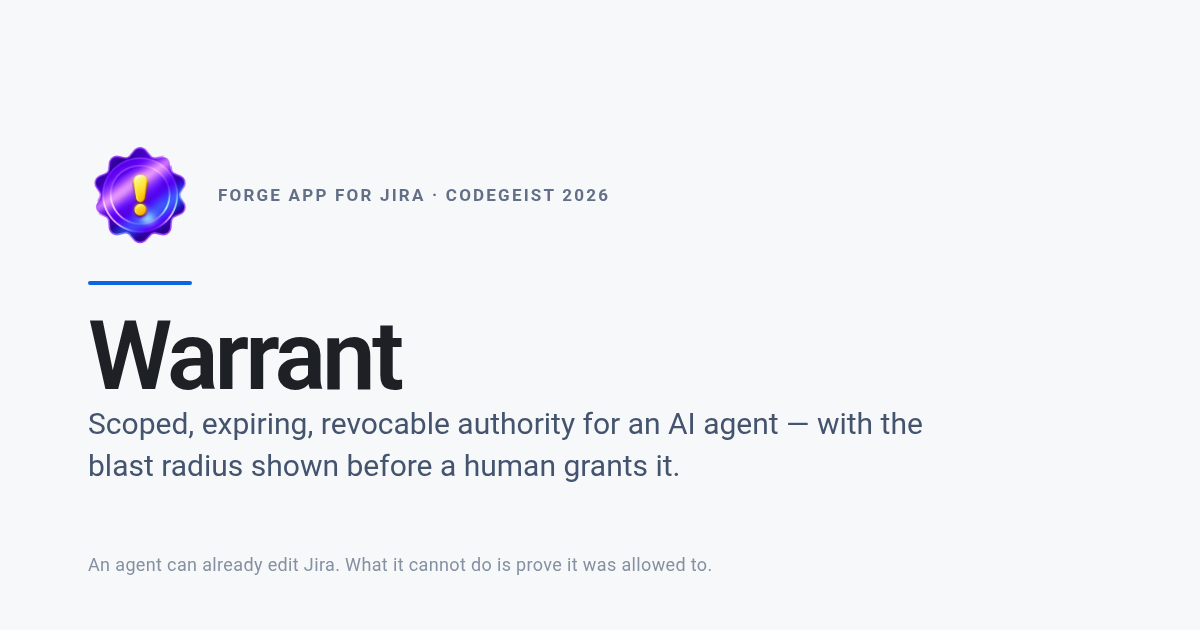 FORGE APP FOR JIRA · CODEGEIST 2026
Warrant
Scoped, expiring, revocable authority for an AI agent — with the
blast radius shown before a human grants it.
An agent can already edit Jira. What it cannot do is prove it was allowed to.